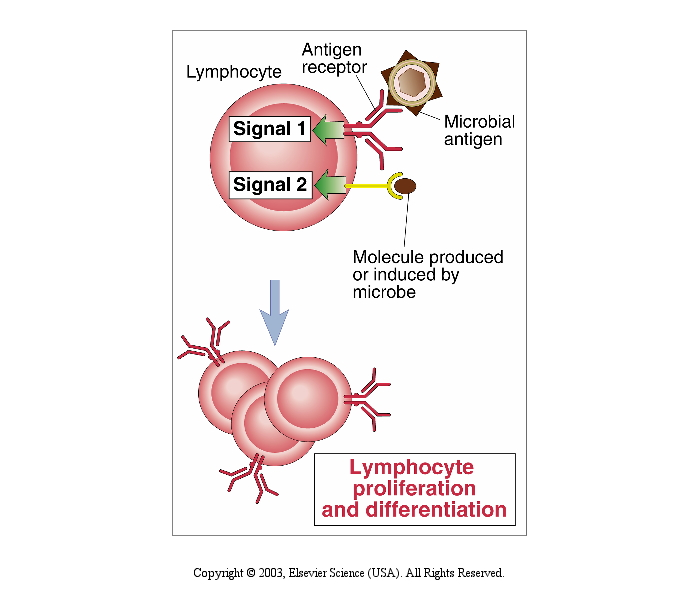 Antigen
receptor
Lymphocyte
Microbial
antigen
Signal 1
Signal 2
Molecule produced
or induced by
microbe
Lymphocyte
proliferation
and differentiation
Copyright © 2003, Elsevier Science (USA). All Rights Reserved.